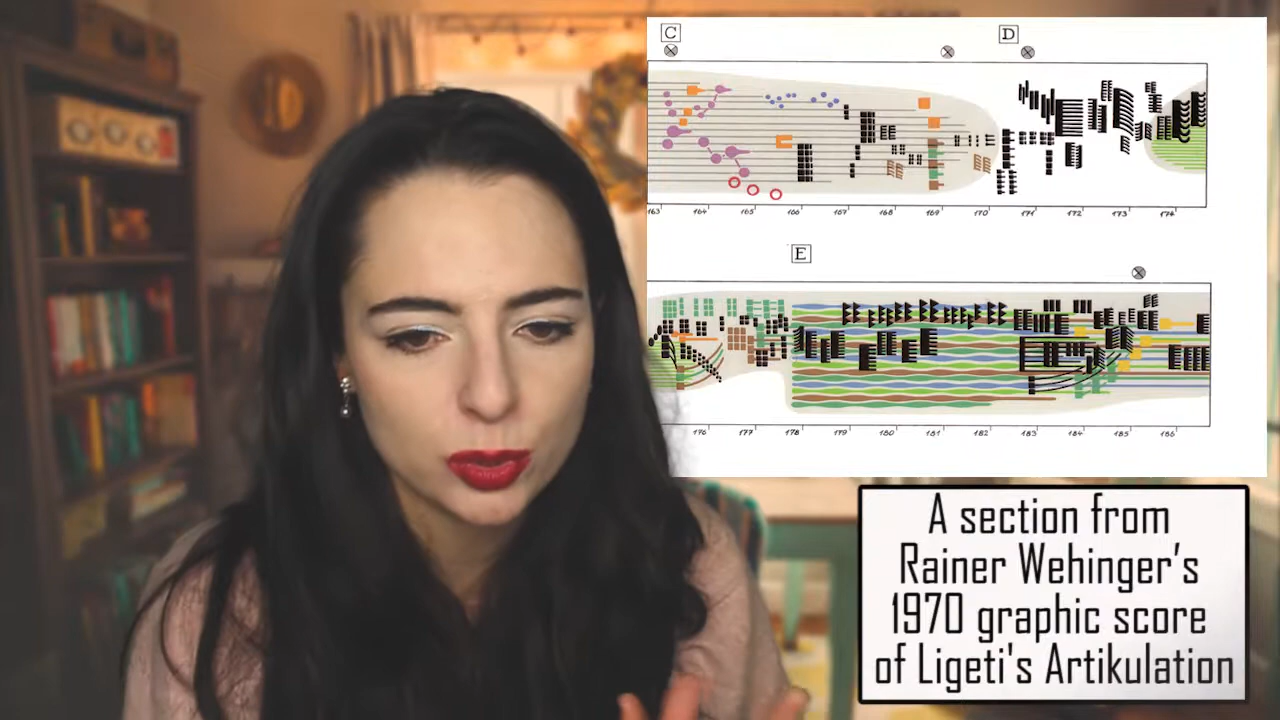 C
D
163 164 165 166 167 168 169 170 171 172 173 174
E
176 177 178 179 180 181 182 183 184 185 186
A section from
Rainer Wehinger's
1970 graphic score
of Ligeti's Artikulation